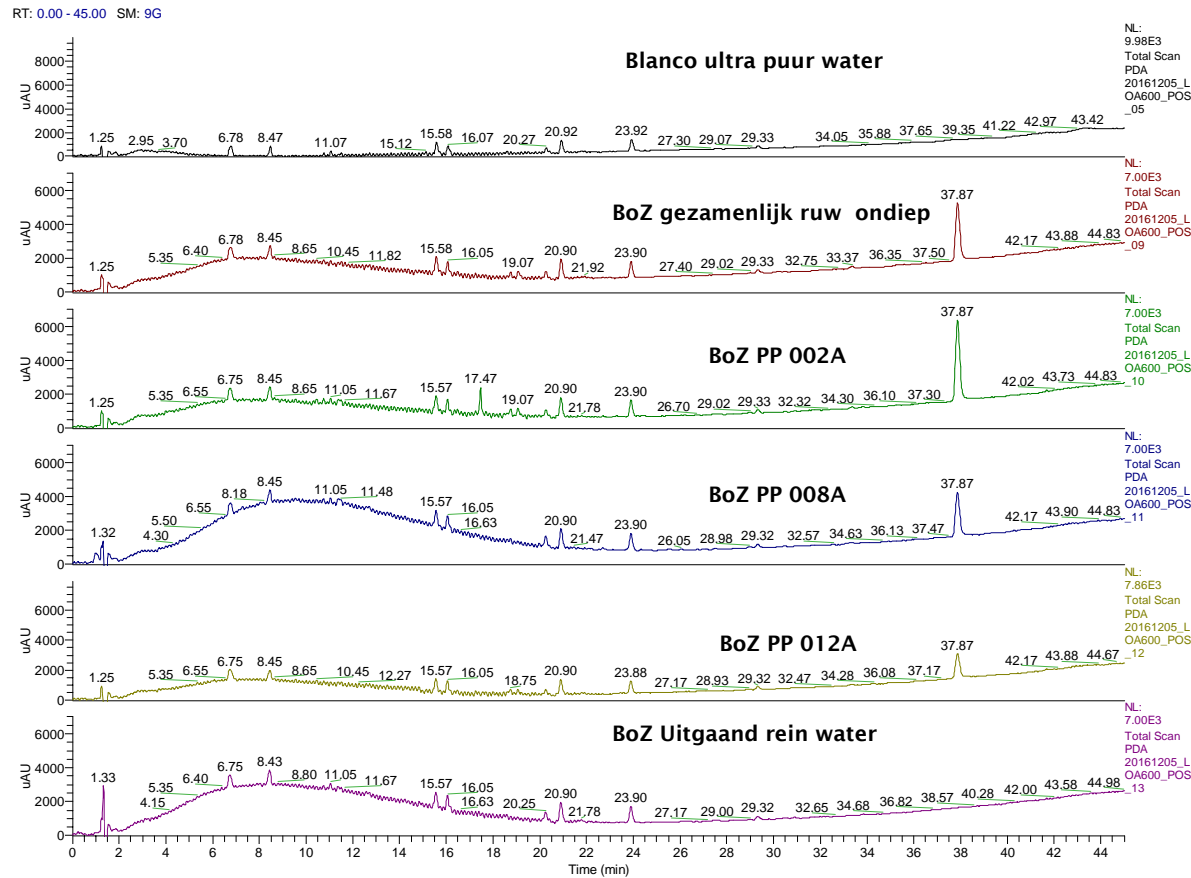 RT: 0.00 - 45.00 SM: 9G
NL:
9.98E3
Total Scan
PDA
20161205_L
OA600_POS
_05
Blanco ultra puur water
8000
6000
4000
2000
0
uAU
1.25 2.95 3.70 6.78 8.47 11.07 15.12 15.58 16.07 20.27 20.92 23.92 27.30 29.07 29.33 34.05 35.88 37.65 39.35 41.22 42.97 43.42
NL:
7.00E3
Total Scan
PDA
20161205_L
OA600_POS
_09
BoZ gezamenlijk ruw ondiep
6000
4000
2000
0
uAU
1.25 5.35 6.40 6.78 8.45 8.65 10.45 11.82 15.58 16.05 19.07 20.90 21.92 23.90 27.40 29.02 29.33 32.75 33.37 36.35 37.50 37.87 42.17 43.88 44.83
NL:
7.00E3
Total Scan
PDA
20161205_L
OA600_POS
_10
BoZ PP 002A
6000
4000
2000
0
uAU
1.25 5.35 6.55 6.75 8.45 8.65 11.05 11.67 15.57 17.47 19.07 20.90 21.78 23.90 26.70 29.02 29.33 32.32 34.30 36.10 37.30 37.87 42.02 43.73 44.83
NL:
7.00E3
Total Scan
PDA
20161205_L
OA600_POS
_11
BoZ PP 008A
6000
4000
2000
0
uAU
1.32 4.30 5.50 6.55 8.18 8.45 11.05 11.48 15.57 16.05 16.63 20.90 21.47 23.90 26.05 28.98 29.32 32.57 34.63 36.13 37.47 37.87 42.17 43.90 44.83
NL:
7.86E3
Total Scan
PDA
20161205_L
OA600_POS
_12
BoZ PP 012A
6000
4000
2000
0
uAU
1.25 5.35 6.55 6.75 8.45 8.65 10.45 12.27 15.57 16.05 18.75 20.90 23.88 27.17 28.93 29.32 32.47 34.28 36.08 37.17 37.87 42.17 43.88 44.67
NL:
7.00E3
Total Scan
PDA
20161205_L
OA600_POS
_13
BoZ Uitgaand rein water
6000
4000
2000
0
uAU
1.33 4.15 5.35 6.40 6.75 8.43 8.80 11.05 11.67 15.57 16.05 16.63 20.25 20.90 21.78 23.90 27.17 29.00 29.32 32.65 34.68 36.82 38.57 40.28 42.00 43.58 44.98
0 2 4 6 8 10 12 14 16 18 20 22 24 26 28 30 32 34 36 38 40 42 44
Time (min)